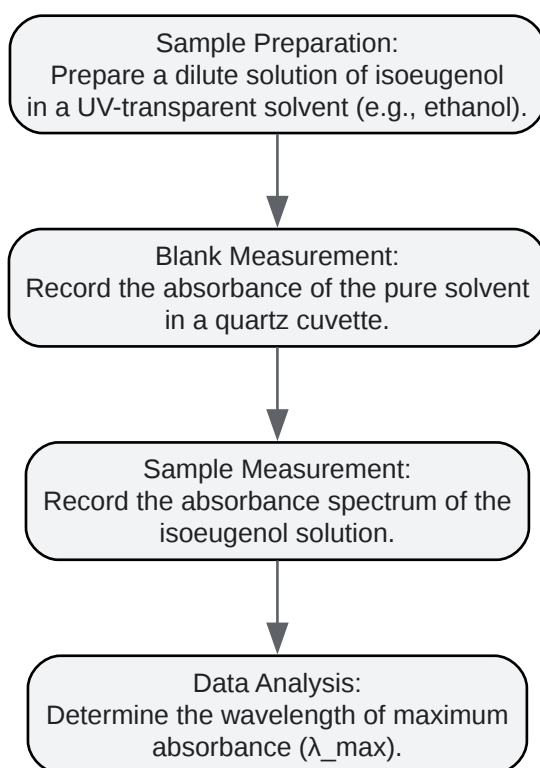 Sample Preparation:
Prepare a dilute solution of isoeugenol
in a UV-transparent solvent (e.g., ethanol).
Blank Measurement:
Record the absorbance of the pure solvent
in a quartz cuvette.
Sample Measurement:
Record the absorbance spectrum of the
isoeugenol solution.
Data Analysis:
Determine the wavelength of maximum
absorbance (λ_max).